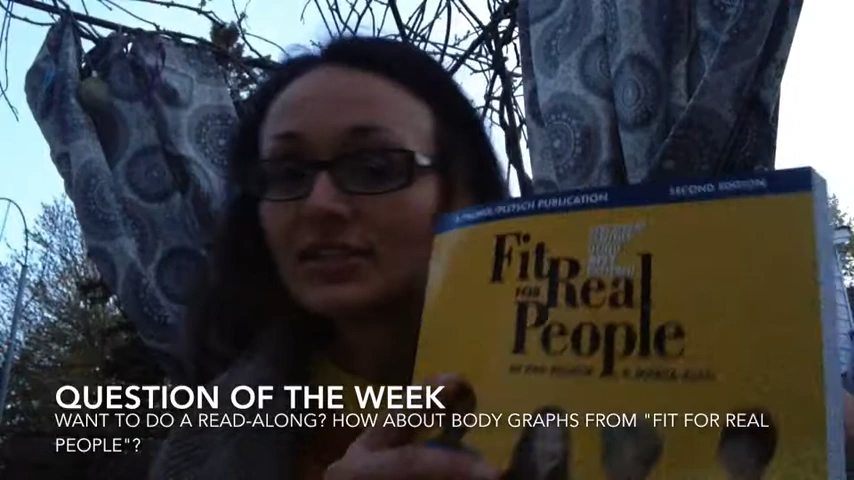 A PALMER/PLETSCH PUBLICATION
SECOND EDITION
Fit
FOR
Real
People
QUESTION OF THE WEEK
WANT TO DO A READ-ALONG? HOW ABOUT BODY GRAPHS FROM "FIT FOR REAL
PEOPLE"?